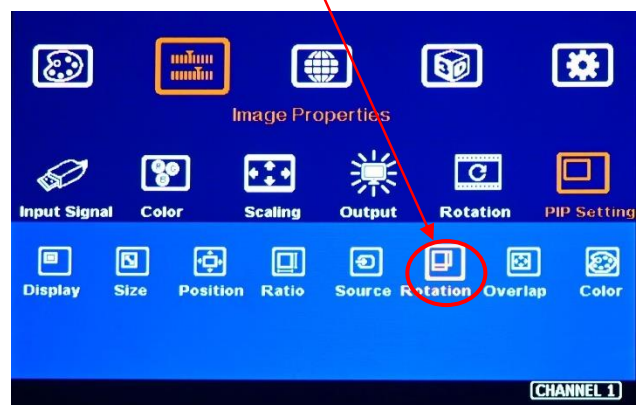 Image Properties
Input Signal Color Scaling Output Rotation PIP Setting
Display Size Position Ratio Source Rotation Overlap Color
CHANNEL 1